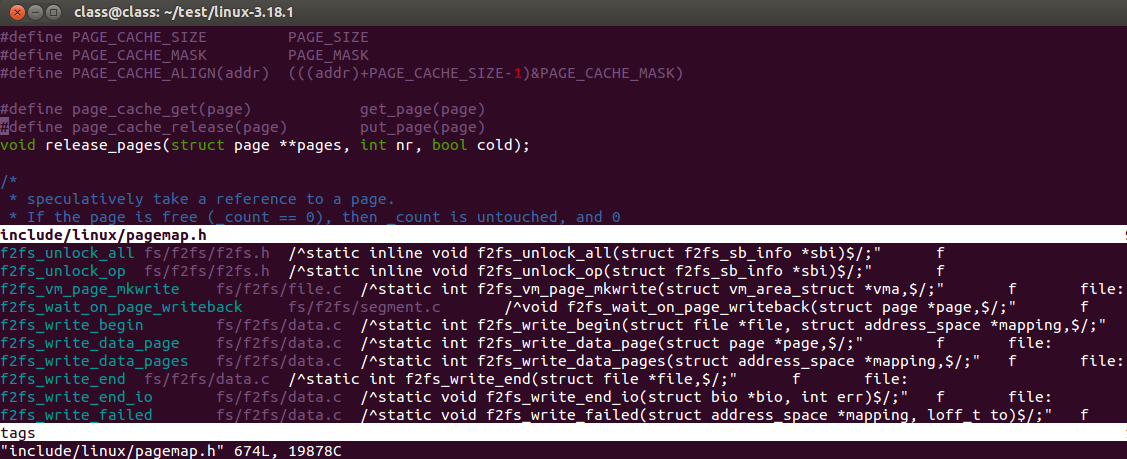 class@class: ~/test/linux-3.18.1
#define PAGE_CACHE_SIZE          PAGE_SIZE
#define PAGE_CACHE_MASK          PAGE_MASK
#define PAGE_CACHE_ALIGN(addr)  (((addr)+PAGE_CACHE_SIZE-1)&PAGE_CACHE_MASK)
#define page_cache_get(page)            get_page(page)
#define page_cache_release(page)        put_page(page)
void release_pages(struct page **pages, int nr, bool cold);
/*
 * speculatively take a reference to a page.
 * If the page is free (_count == 0), then _count is untouched, and 0
include/linux/pagemap.h
f2fs_unlock_all fs/f2fs/f2fs.h  /^static inline void f2fs_unlock_all(struct f2fs_sb_info *sbi)$/;"      f
f2fs_unlock_op  fs/f2fs/f2fs.h  /^static inline void f2fs_unlock_op(struct f2fs_sb_info *sbi)$/;"       f
f2fs_vm_page_mkwrite    fs/f2fs/file.c  /^static int f2fs_vm_page_mkwrite(struct vm_area_struct *vma,$/;"       f       file:
f2fs_wait_on_page_writeback     fs/f2fs/segment.c       /^void f2fs_wait_on_page_writeback(struct page *page,$/;"       f
f2fs_write_begin        fs/f2fs/data.c  /^static int f2fs_write_begin(struct file *file, struct address_space *mapping,$/;"
f2fs_write_data_page    fs/f2fs/data.c  /^static int f2fs_write_data_page(struct page *page,$/;"        f       file:
f2fs_write_data_pages   fs/f2fs/data.c  /^static int f2fs_write_data_pages(struct address_space *mapping,$/;"   f       file:
f2fs_write_end  fs/f2fs/data.c  /^static int f2fs_write_end(struct file *file,$/;"      f       file:
f2fs_write_end_io       fs/f2fs/data.c  /^static void f2fs_write_end_io(struct bio *bio, int err)$/;"   f       file:
f2fs_write_failed       fs/f2fs/data.c  /^static void f2fs_write_failed(struct address_space *mapping, loff_t to)$/;"   f
tags
"include/linux/pagemap.h" 674L, 19878C